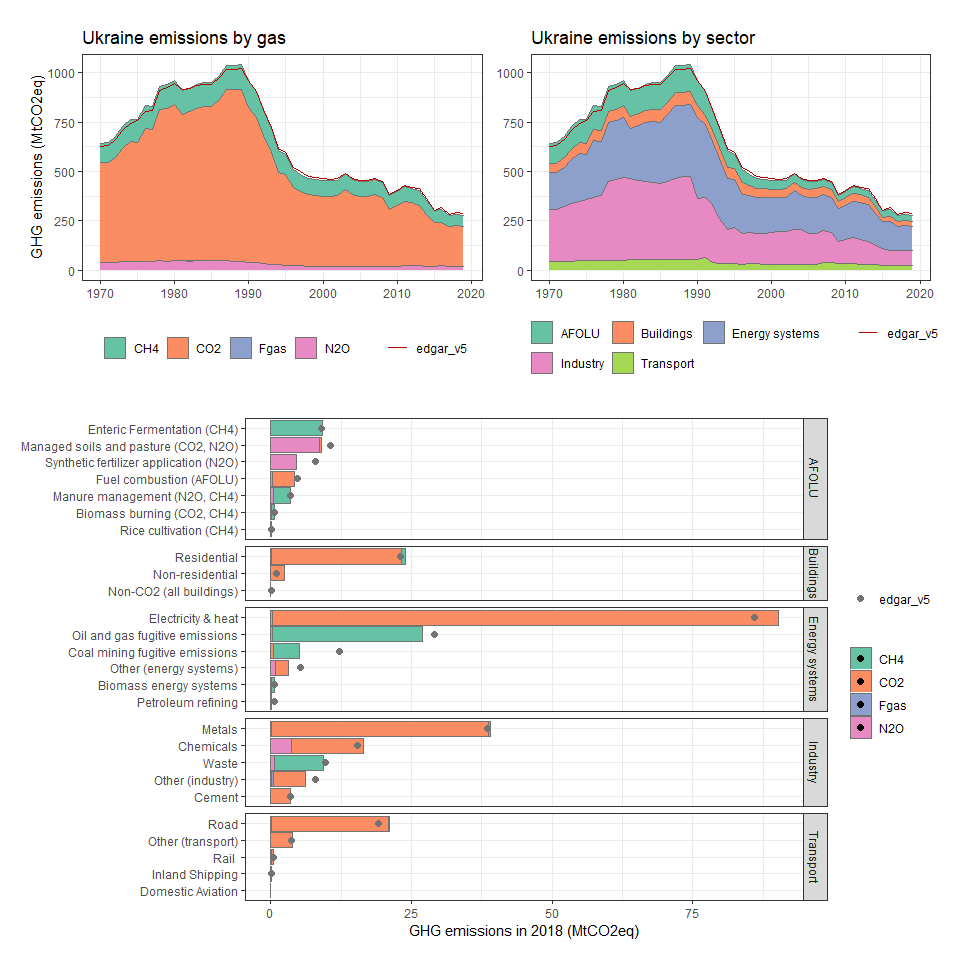 Ukraine emissions by gas
GHG emissions (MtCO2eq)
1000
750
500
250
0
1970 1980 1990 2000 2010 2020
CH4 CO2 Fgas N2O edgar_v5
Ukraine emissions by sector
1000
750
500
250
0
1970 1980 1990 2000 2010 2020
AFOLU Buildings Energy systems edgar_v5
Industry Transport
Enteric Fermentation (CH4)
Managed soils and pasture (CO2, N2O)
Synthetic fertilizer application (N2O)
Fuel combustion (AFOLU)
Manure management (N2O, CH4)
Biomass burning (CO2, CH4)
Rice cultivation (CH4)
AFOLU
Residential
Non-residential
Non-CO2 (all buildings)
Buildings
Electricity & heat
Oil and gas fugitive emissions
Coal mining fugitive emissions
Other (energy systems)
Biomass energy systems
Petroleum refining
Energy systems
Metals
Chemicals
Waste
Other (industry)
Cement
Industry
Road
Other (transport)
Rail
Inland Shipping
Domestic Aviation
Transport
0 25 50 75
GHG emissions in 2018 (MtCO2eq)
edgar_v5
CH4
CO2
Fgas
N2O